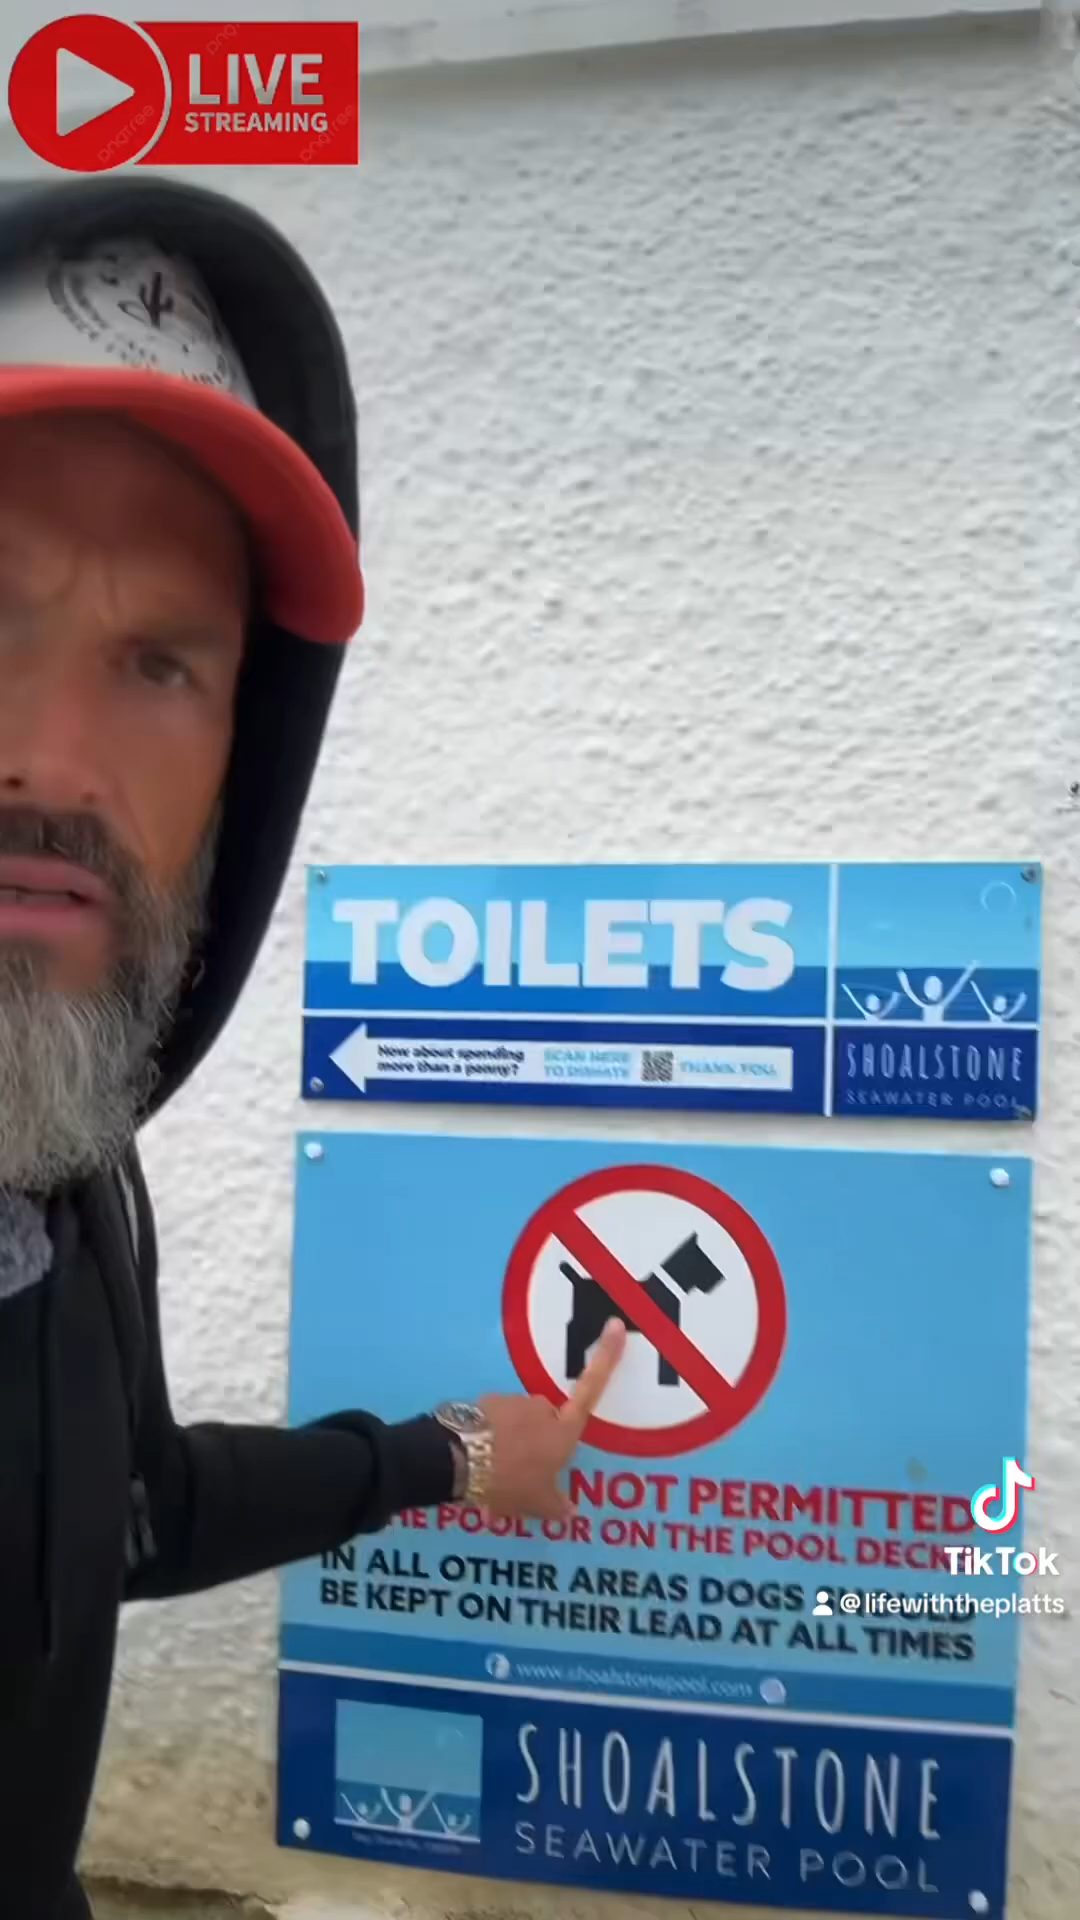 LIVE
STREAMING
TOILETS
How about spending
more than a penny?
SCAN HERE
TO DONATE
THANK YOU
SHOALSTONE
SEAWATER POOL
NOT PERMITTED
HE POOL OR ON THE POOL DECK
IN ALL OTHER AREAS DOGS SHOULD
BE KEPT ON THEIR LEAD AT ALL TIMES
www.shoalstonepool.com
SHOALSTONE
SEAWATER POOL
TikTok
@lifewiththeplatts